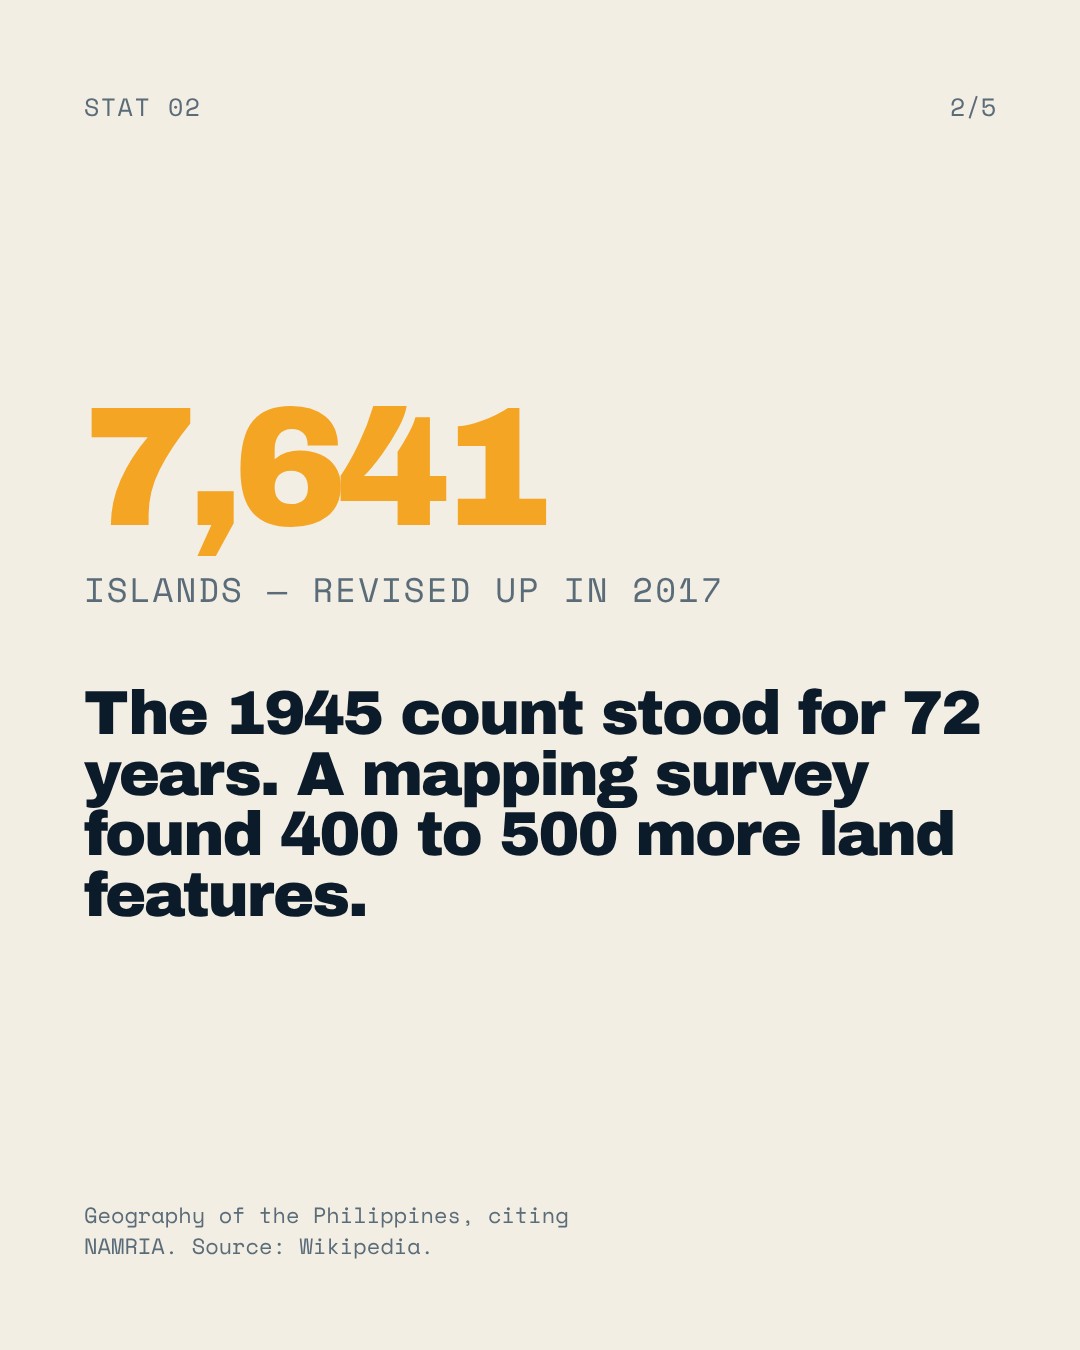 STAT 02
2/5
7,641
ISLANDS — REVISED UP IN 2017
The 1945 count stood for 72
years. A mapping survey
found 400 to 500 more land
features.
Geography of the Philippines, citing
NAMRIA. Source: Wikipedia.